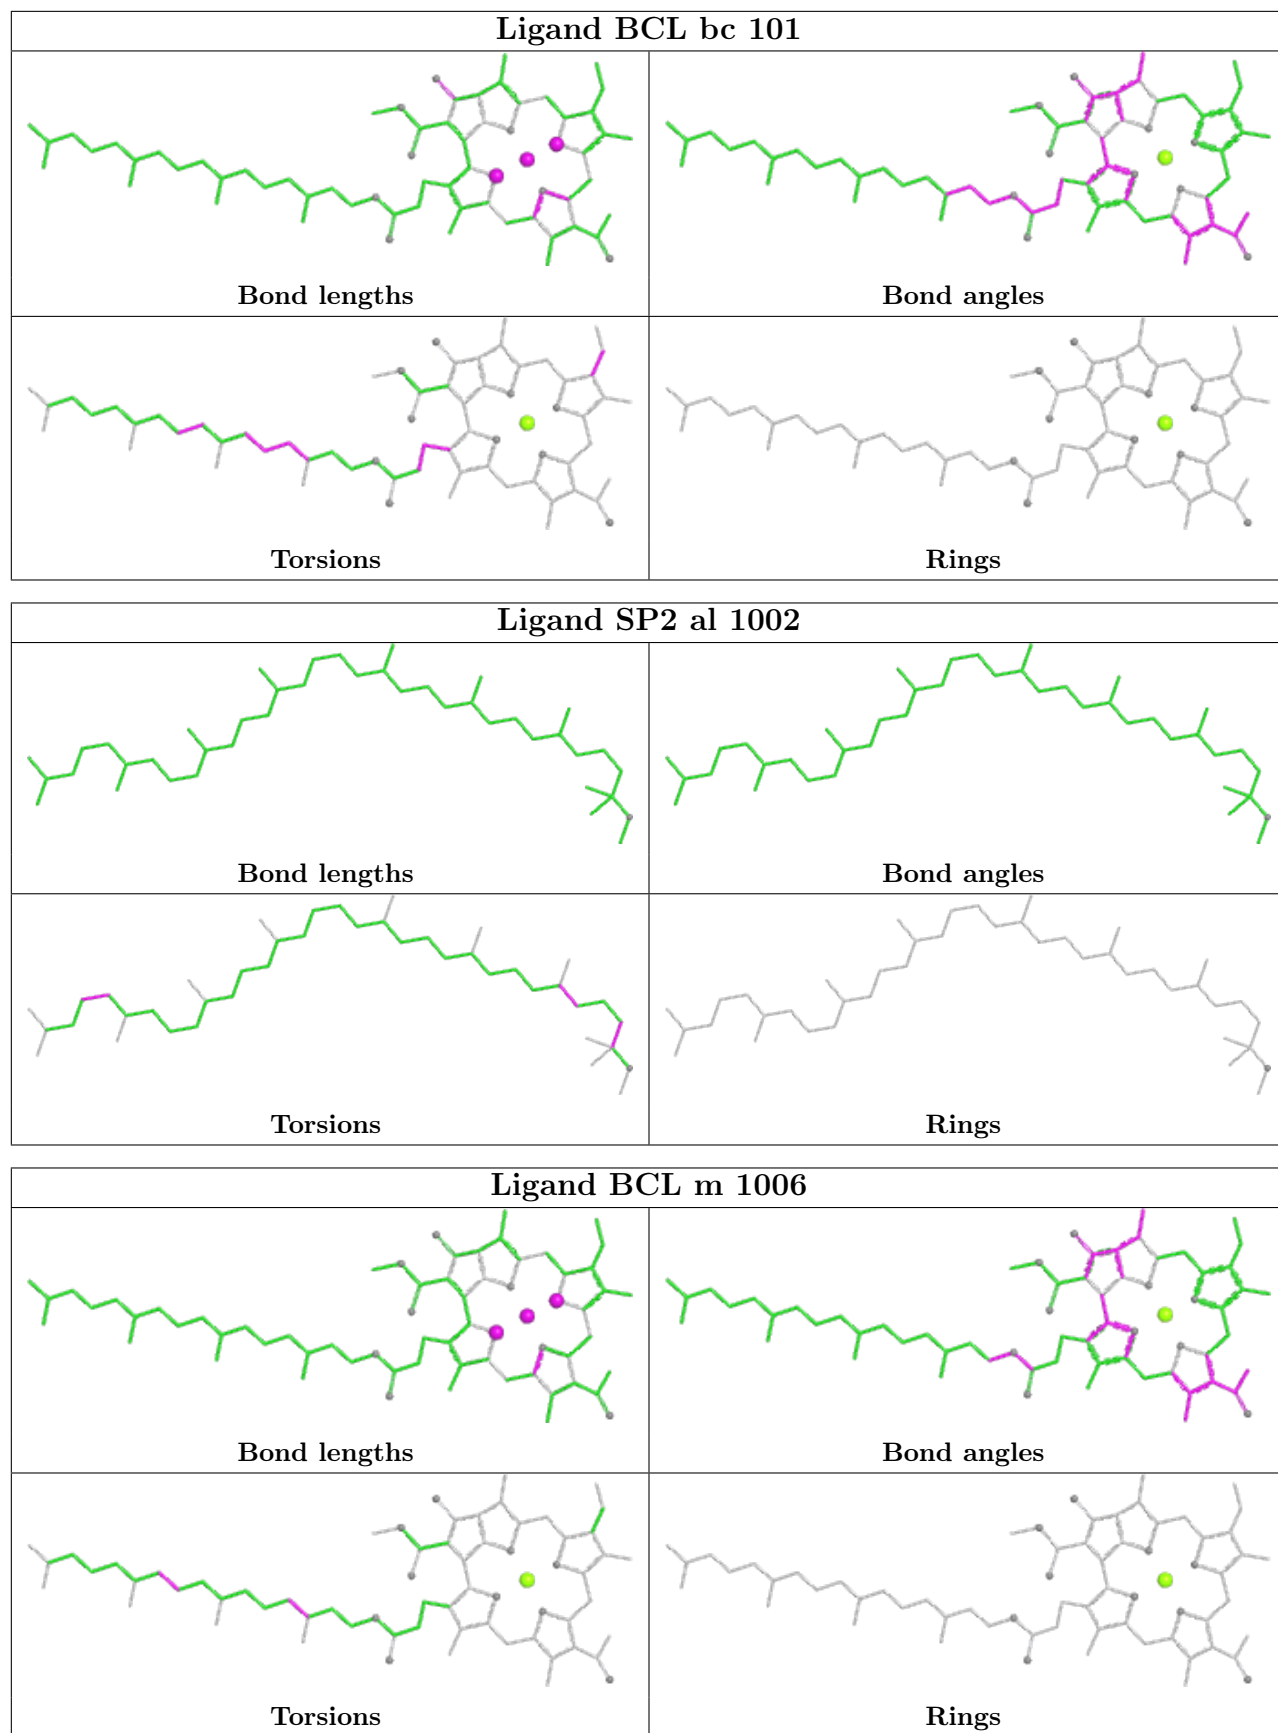 Ligand BCL bc 101
Bond lengths
Bond angles
Torsions
Rings
Ligand SP2 al 1002
Bond lengths
Bond angles
Torsions
Rings
Ligand BCL m 1006
Bond lengths
Bond angles
Torsions
Rings